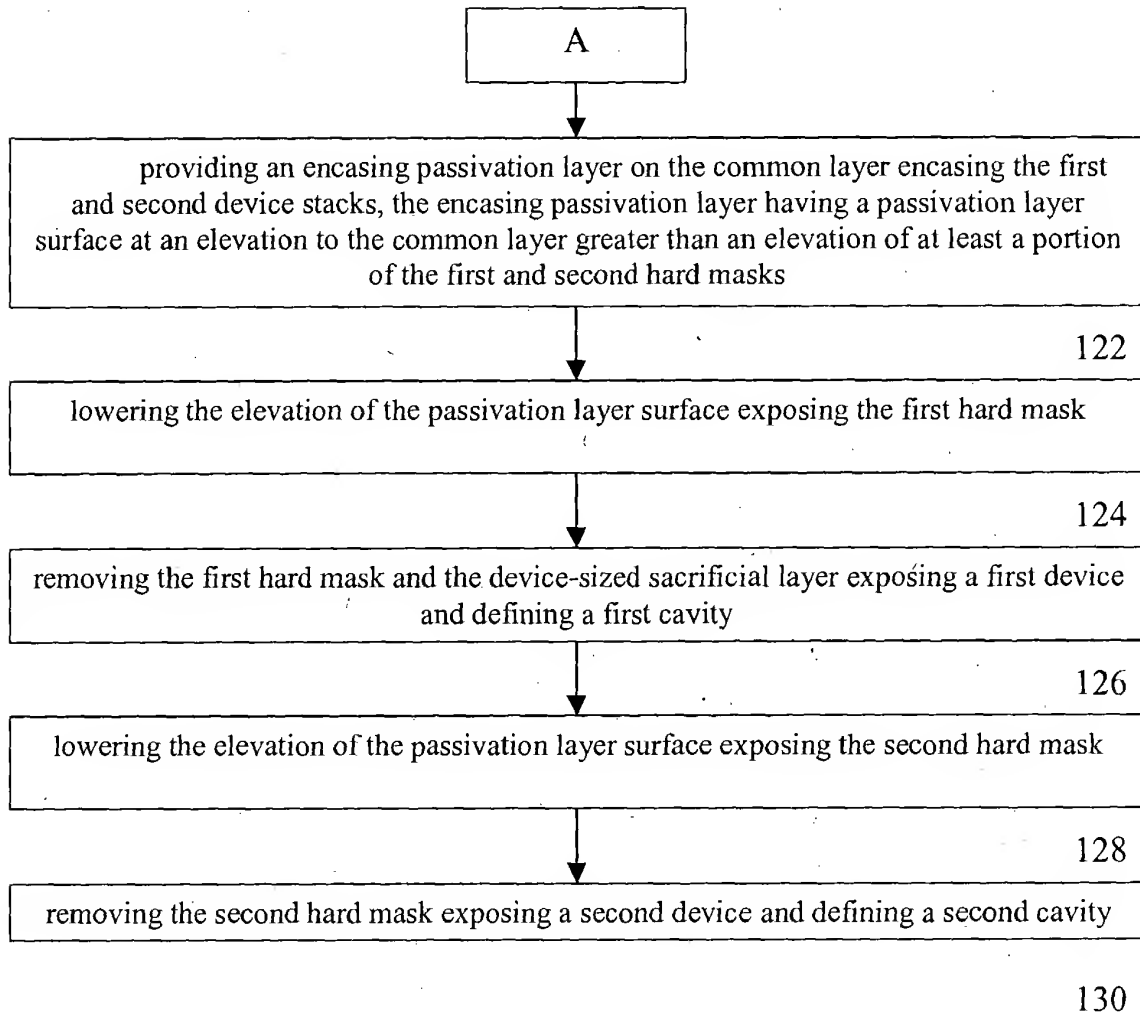 A
providing an encasing passivation layer on the common layer encasing the first
and second device stacks, the encasing passivation layer having a passivation layer
surface at an elevation to the common layer greater than an elevation of at least a portion
of the first and second hard masks
122
lowering the elevation of the passivation layer surface exposing the first hard mask
124
removing the first hard mask and the device-sized sacrificial layer exposing a first device
and defining a first cavity
126
lowering the elevation of the passivation layer surface exposing the second hard mask
128
removing the second hard mask exposing a second device and defining a second cavity
130